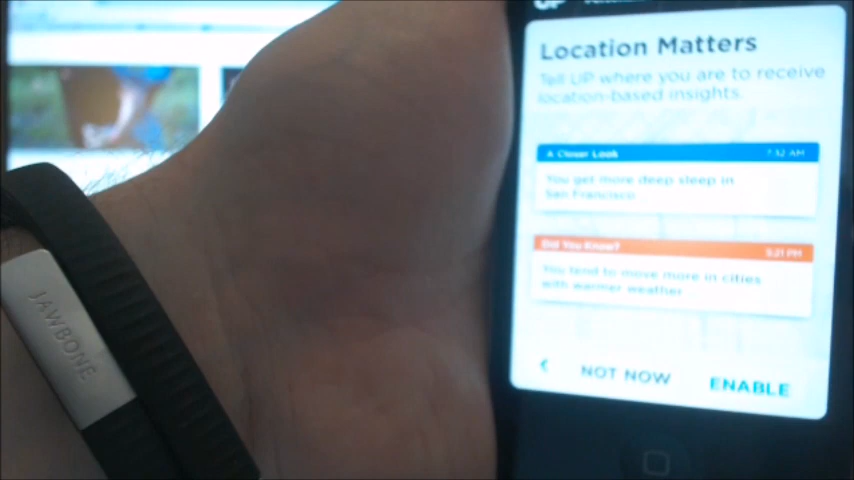 JAWBONE
UP
Location Matters
Tell UP where you are to receive
location-based insights.
A Closer Look 7:32 AM
You get more deep sleep in
San Francisco
Did You Know? 5:21 PM
You tend to move more in cities
with warmer weather
< NOT NOW ENABLE